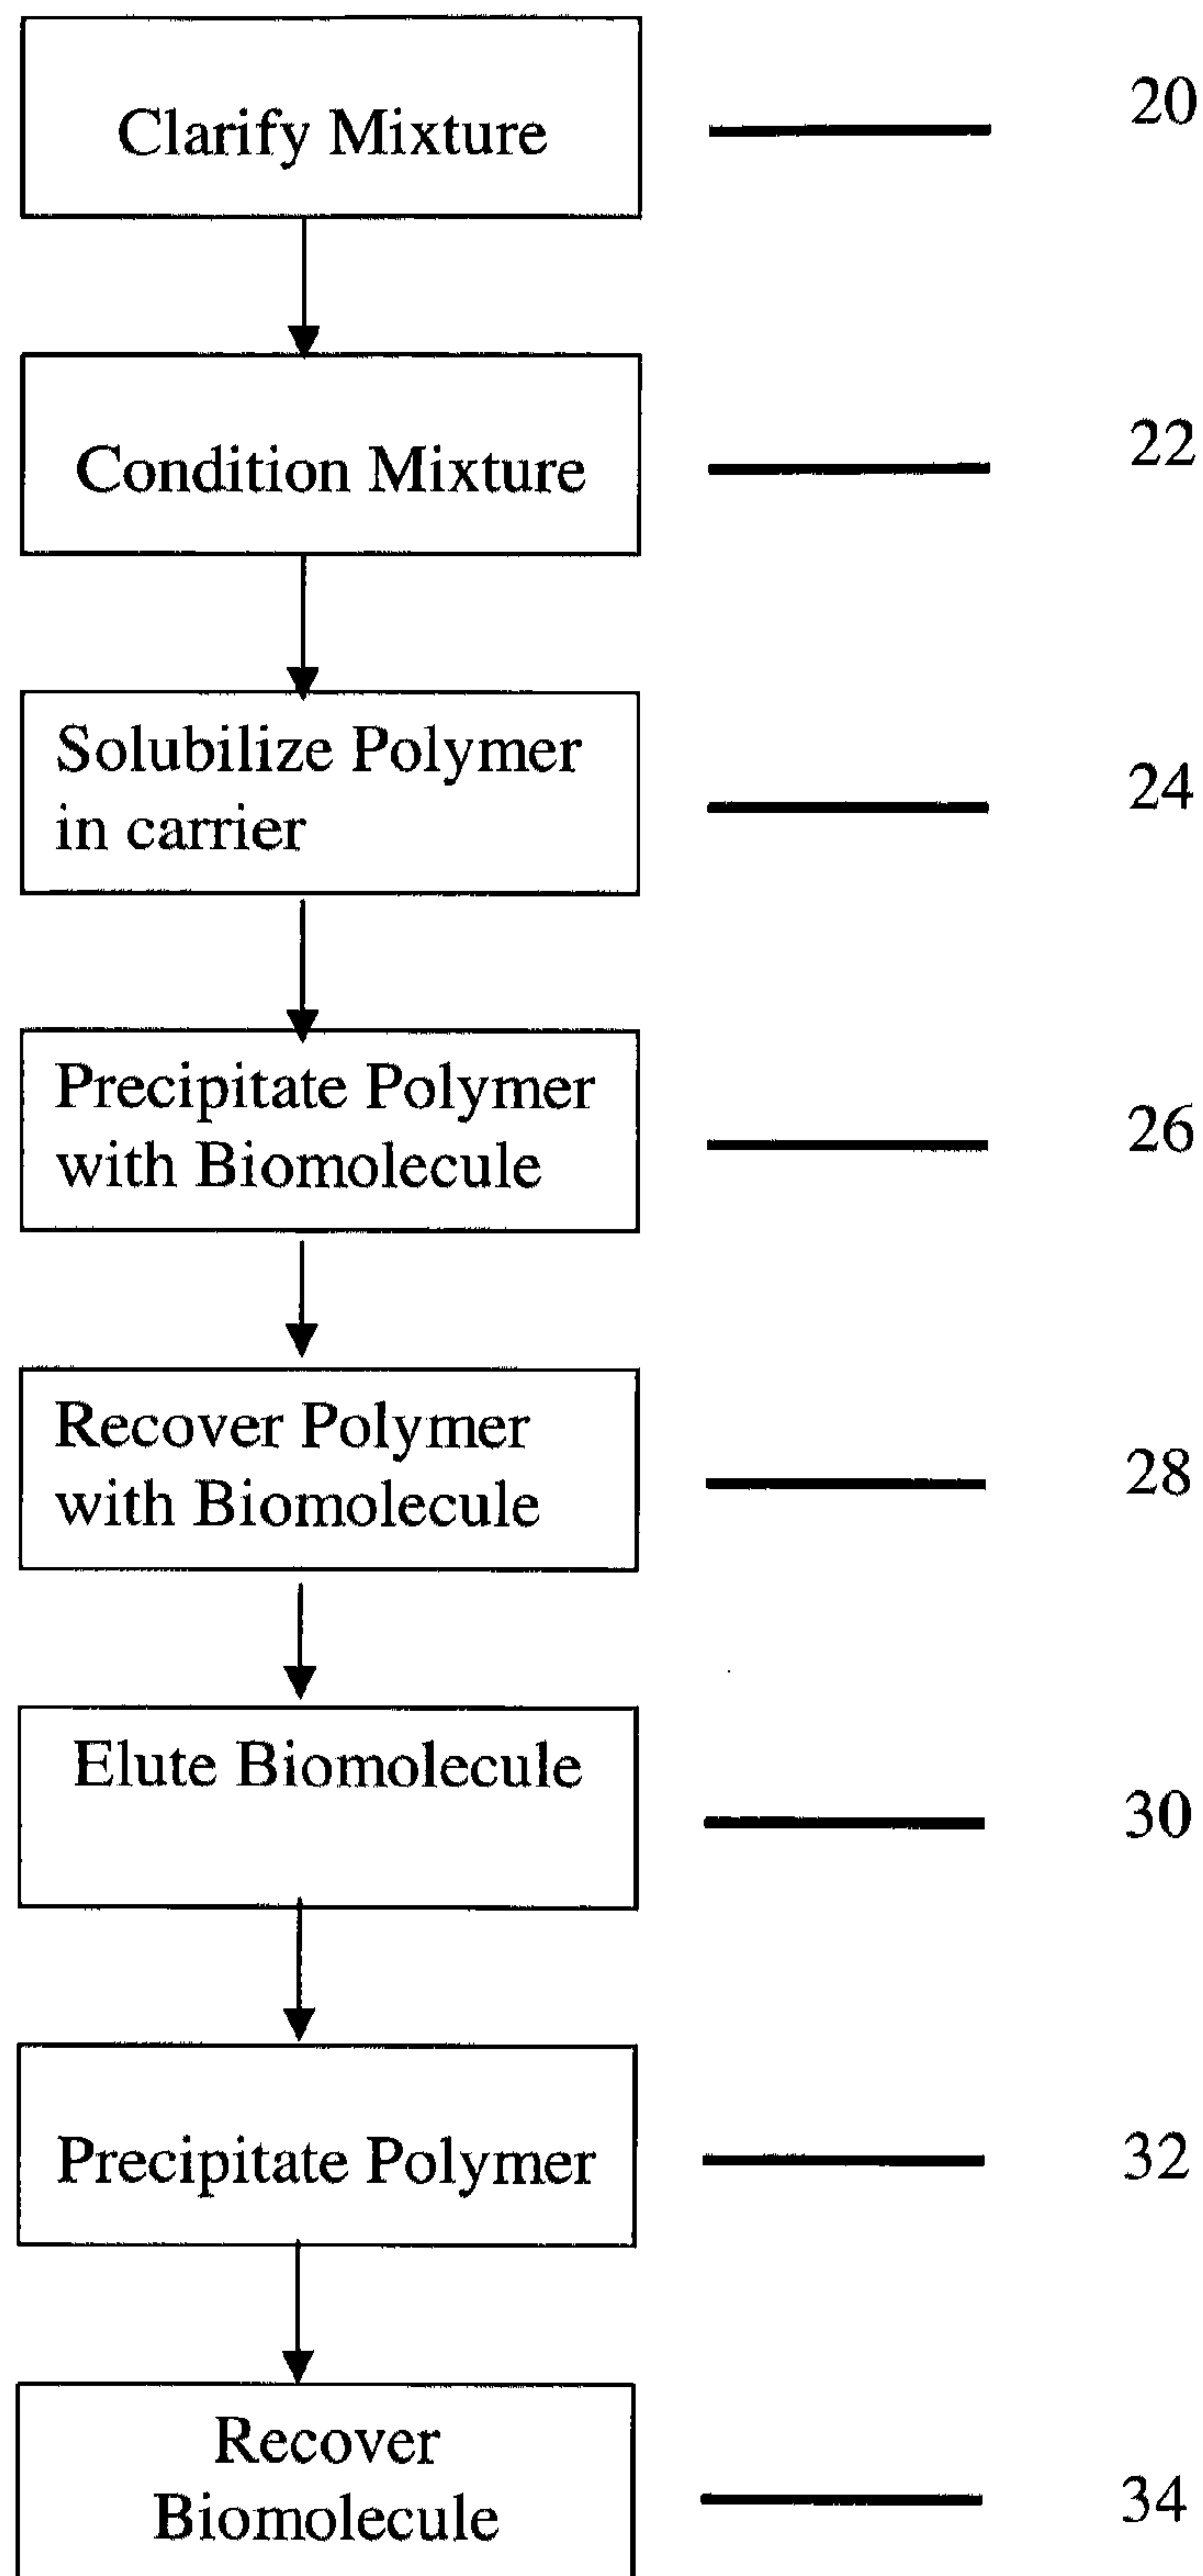 Clarify Mixture
20
Condition Mixture
22
Solubilize Polymer
in carrier
24
Precipitate Polymer
with Biomolecule
26
Recover Polymer
with Biomolecule
28
Elute Biomolecule
30
Precipitate Polymer
32
Recover
Biomolecule
34